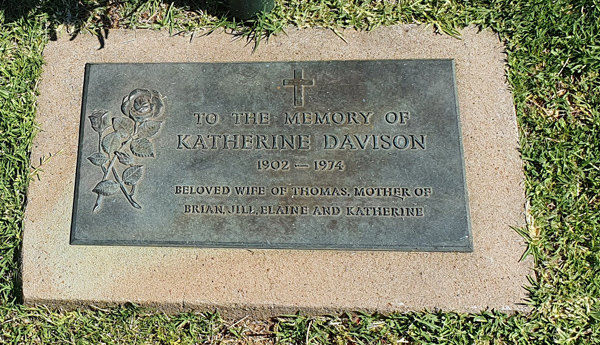 TO THE MEMORY OF
KATHERINE DAVISON
1902 — 1974
BELOVED WIFE OF THOMAS, MOTHER OF
BRIAN, JILL, ELAINE AND KATHERINE